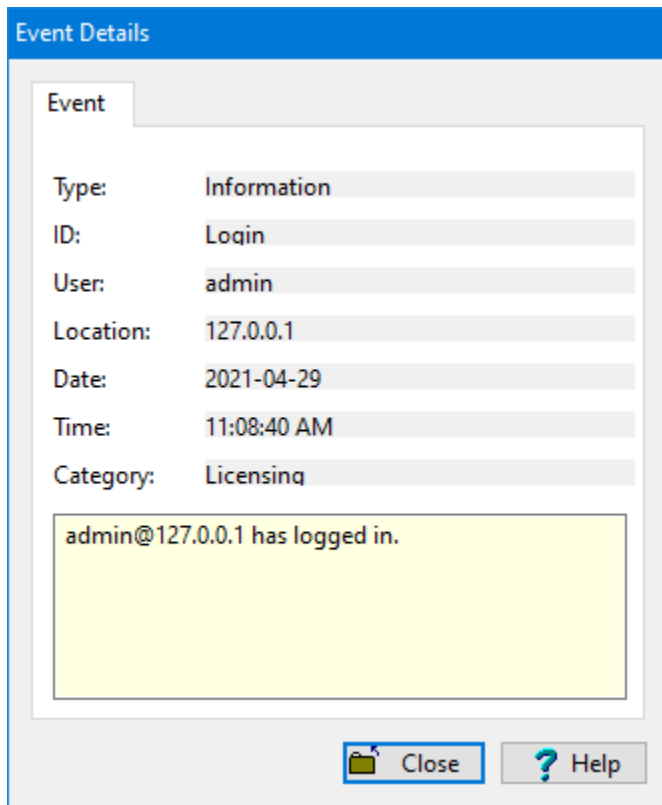 Event Details
Event
Type: Information
ID: Login
User: admin
Location: 127.0.0.1
Date: 2021-04-29
Time: 11:08:40 AM
Category: Licensing
admin@127.0.0.1 has logged in.
Close ? Help